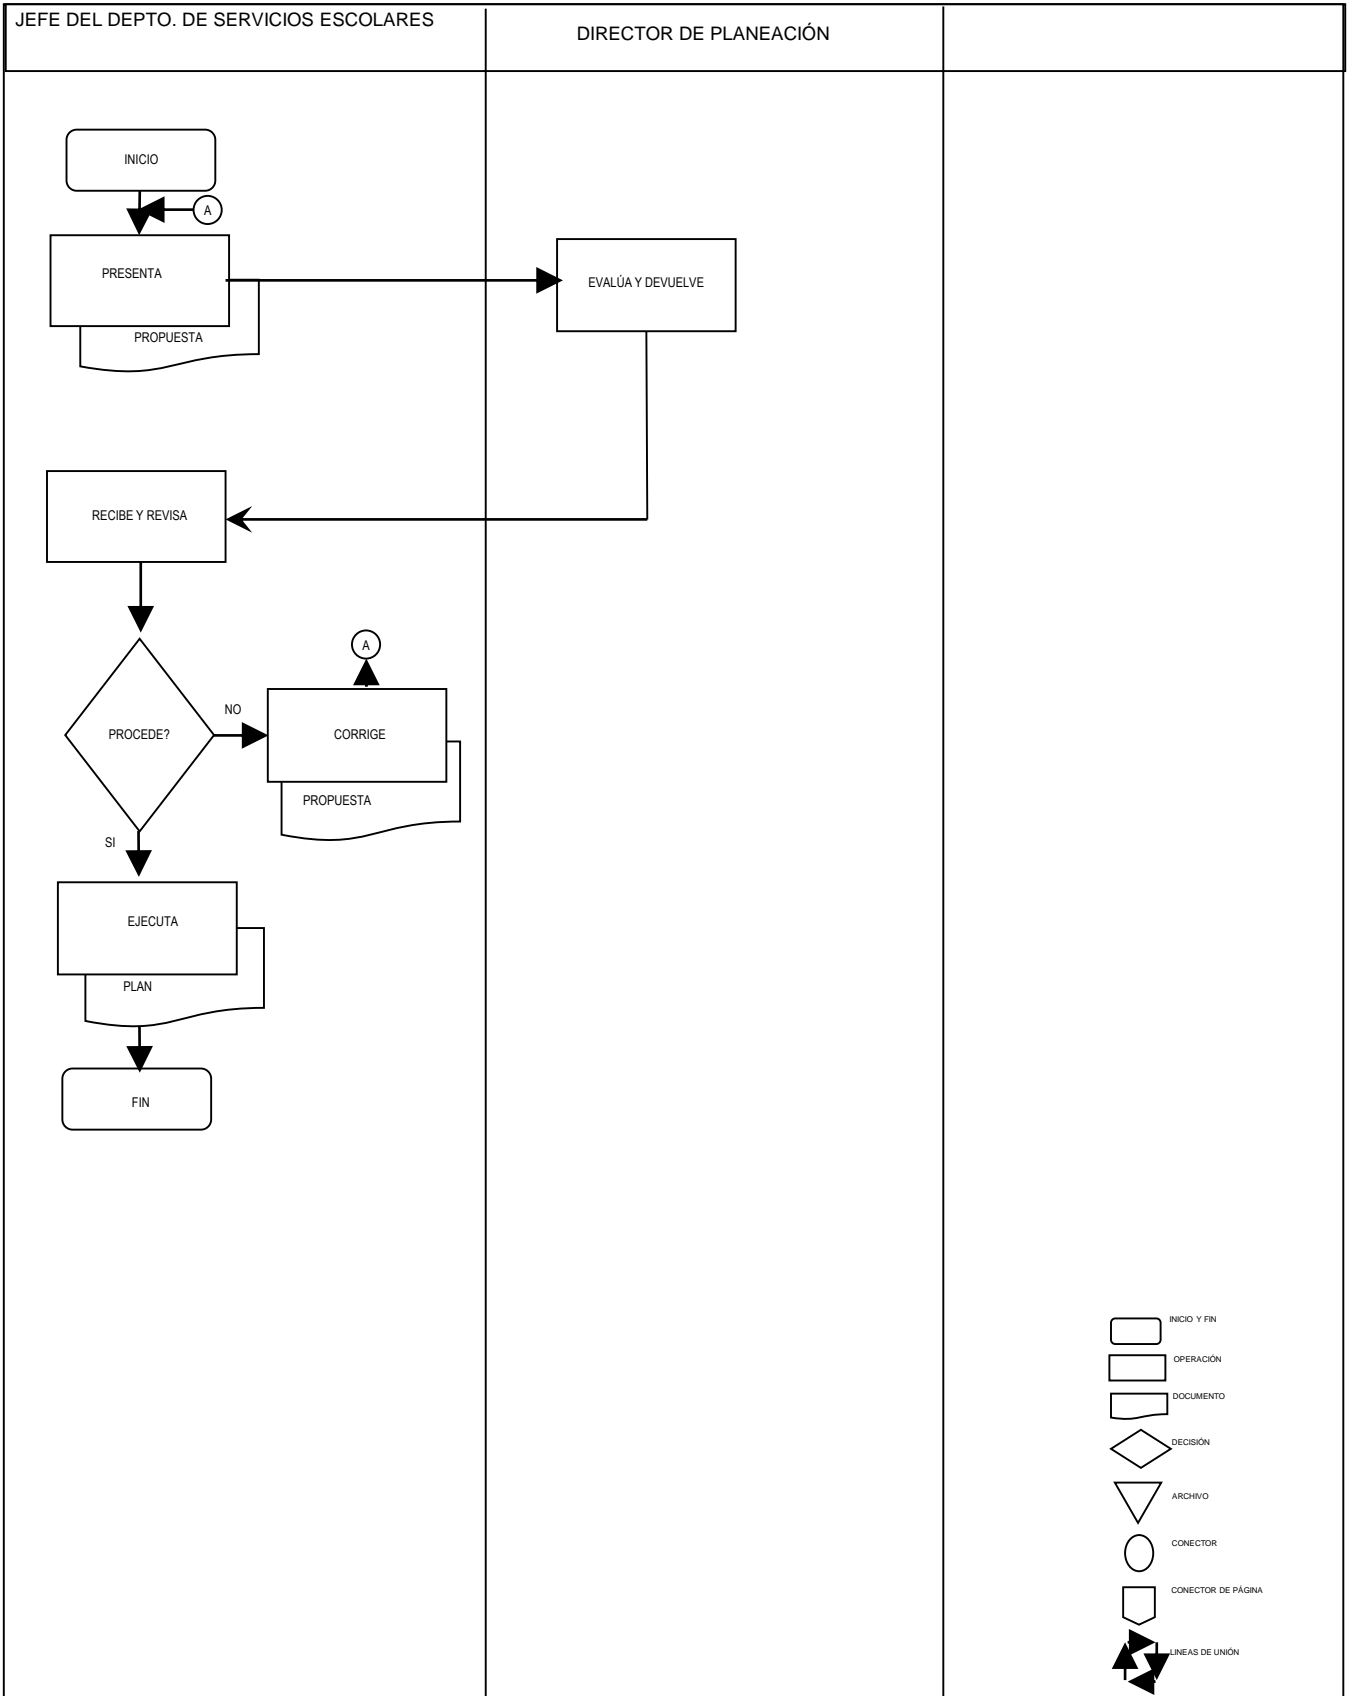 JEFE DEL DEPTO. DE SERVICIOS ESCOLARES
DIRECTOR DE PLANEACIÓN
INICIO
A
PRESENTA
PROPUESTA
EVALÚA Y DEVUELVE
RECIBE Y REVISA
PROCEDE?
NO
A
CORRIGE
PROPUESTA
SI
EJECUTA
PLAN
FIN
INICIO Y FIN
OPERACIÓN
DOCUMENTO
DECISIÓN
ARCHIVO
CONECTOR
CONECTOR DE PÁGINA
LINEAS DE UNIÓN